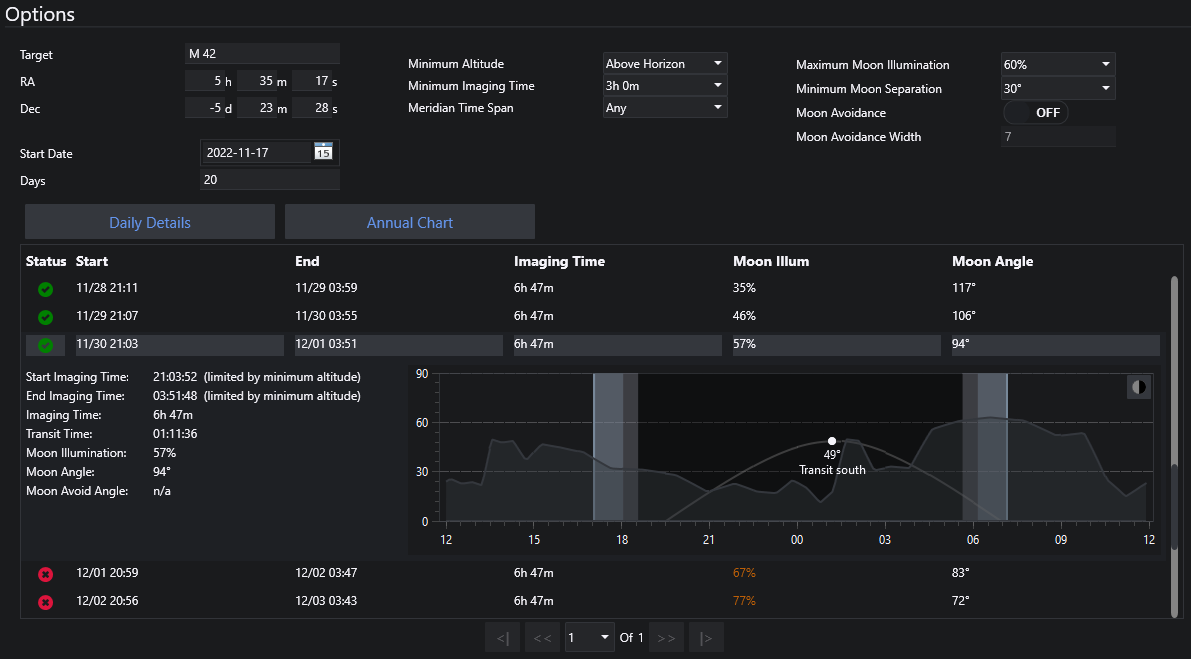 Options
Target M 42
RA 5 h 35 m 17 s
Dec -5 d 23 m 28 s
Start Date 2022-11-17 15
Days 20
Minimum Altitude Above Horizon
Minimum Imaging Time 3h 0m
Meridian Time Span Any
Maximum Moon Illumination 60%
Minimum Moon Separation 30°
Moon Avoidance OFF
Moon Avoidance Width 7
Daily Details Annual Chart
Status Start End Imaging Time Moon Illum Moon Angle
11/28 21:11 11/29 03:59 6h 47m 35% 117°
11/29 21:07 11/30 03:55 6h 47m 46% 106°
11/30 21:03 12/01 03:51 6h 47m 57% 94°
Start Imaging Time: 21:03:52 (limited by minimum altitude)
End Imaging Time: 03:51:48 (limited by minimum altitude)
Imaging Time: 6h 47m
Transit Time: 01:11:36
Moon Illumination: 57%
Moon Angle: 94°
Moon Avoid Angle: n/a
90
60
30
0
49°
Transit south
12 15 18 21 00 03 06 09 12
12/01 20:59 12/02 03:47 6h 47m 67% 83°
12/02 20:56 12/03 03:43 6h 47m 77% 72°
<| << 1 Of 1 >> |>